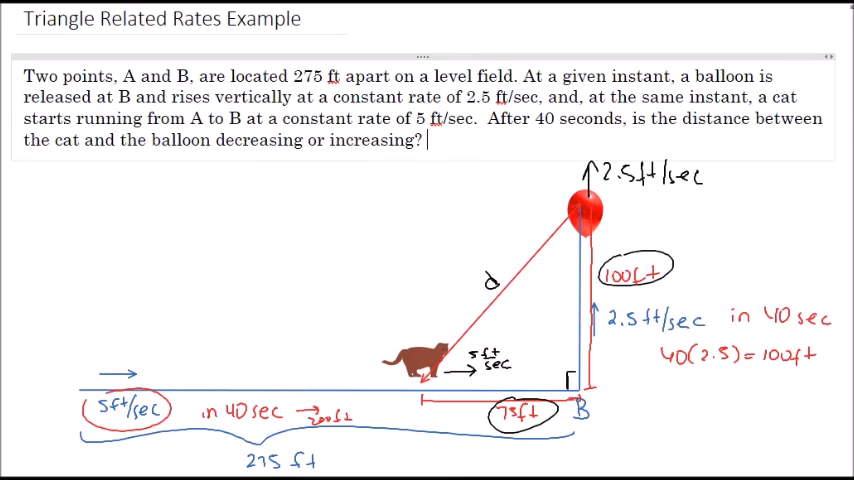 Triangle Related Rates Example
Two points, A and B, are located 275 ft apart on a level field. At a given instant, a balloon is
released at B and rises vertically at a constant rate of 2.5 ft/sec, and, at the same instant, a cat
starts running from A to B at a constant rate of 5 ft/sec. After 40 seconds, is the distance between
the cat and the balloon decreasing or increasing?
2.5ft/sec
100ft
d
2.5ft/sec in 40 sec
40(2.5)=100ft
5ft
sec
5ft/sec in 40 sec → 200ft
75ft B
275 ft